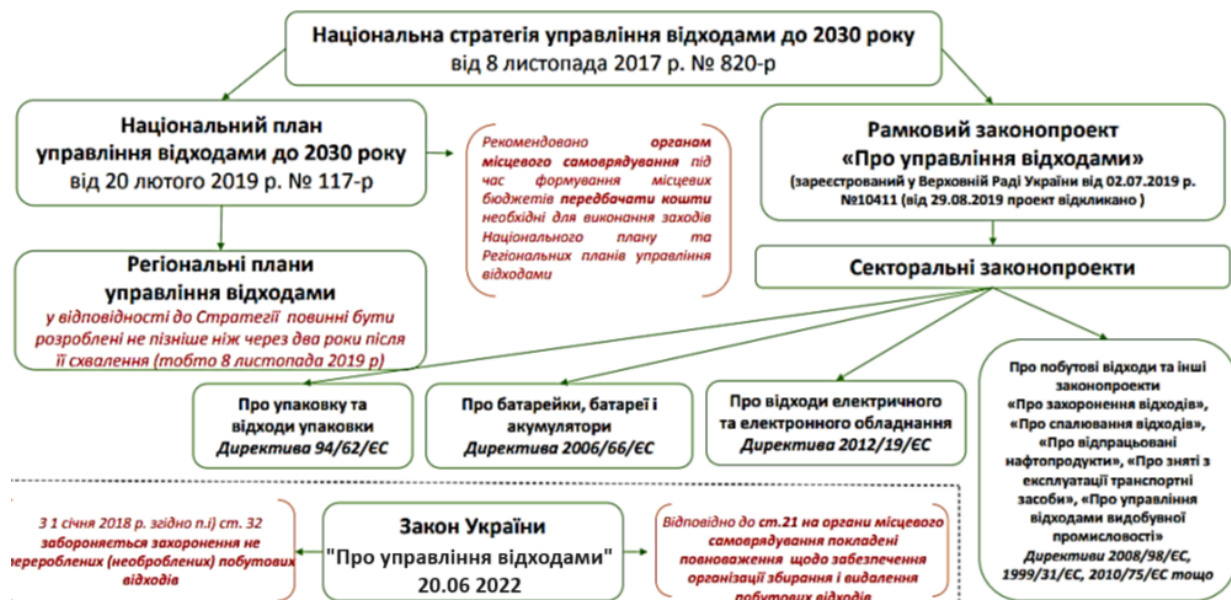 Національна стратегія управління відходами до 2030 року
від 8 листопада 2017 р. № 820-р
Національний план
управління відходами до 2030 року
від 20 лютого 2019 р. № 117-р
Рекомендовано органам
місцевого самоврядування під
час формування місцевих
бюджетів передбачати кошти
необхідні для виконання заходів
Національного плану та
Регіональних планів управління
відходами
Рамковий законопроект
«Про управління відходами»
(зареєстрований у Верховній Раді України від 02.07.2019 р.
№10411 (від 29.08.2019 проект відкликано )
Регіональні плани
управління відходами
у відповідності до Стратегії повинні бути
розроблені не пізніше ніж через два роки після
її схвалення (тобто 8 листопада 2019 р)
Секторальні законопроекти
Про упаковку та
відходи упаковки
Директива 94/62/ЄС
Про батарейки, батареї і
акумулятори
Директива 2006/66/ЄС
Про відходи електричного
та електронного обладнання
Директива 2012/19/ЄС
Про побутові відходи та інші
законопроекти
«Про захоронення відходів»,
«Про спалювання відходів»,
«Про відпрацьовані
нафтопродукти», «Про зняті з
експлуатації транспортні
засоби», «Про управління
відходами видобувної
промисловості»
Директиви 2008/98/ЄС,
1999/31/ЄС, 2010/75/ЄС тощо
З 1 січня 2018 р. згідно п.і) ст. 32
забороняється захоронення не
перероблених (необроблених) побутових
відходів
Закон України
"Про управління відходами"
20.06 2022
Відповідно до ст.21 на органи місцевого
самоврядування покладені
повноваження щодо забезпечення
організації збирання і видалення
побутових відходів